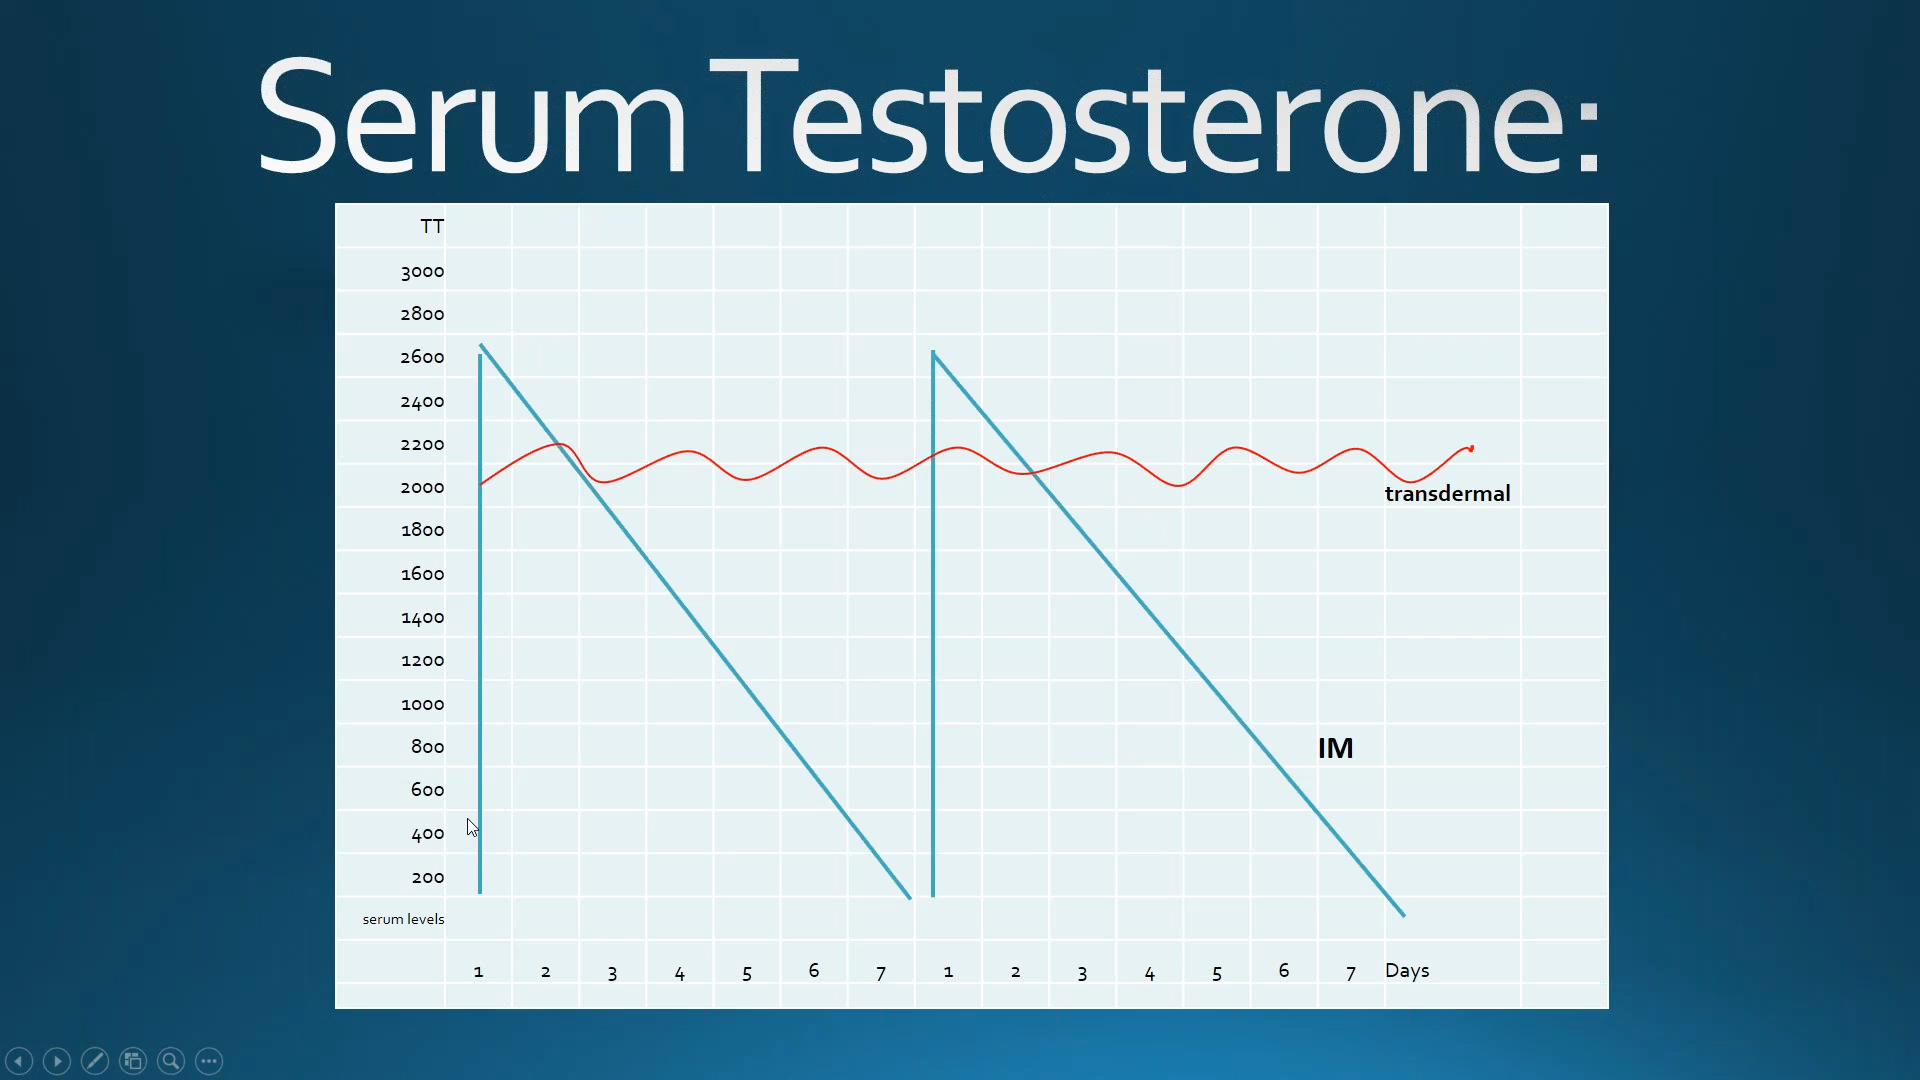 Serum Testosterone:
TT
3000
2800
2600
2400
2200
2000
transdermal
1800
1600
1400
1200
1000
800
IM
600
400
200
serum levels
1 2 3 4 5 6 7 1 2 3 4 5 6 7 Days